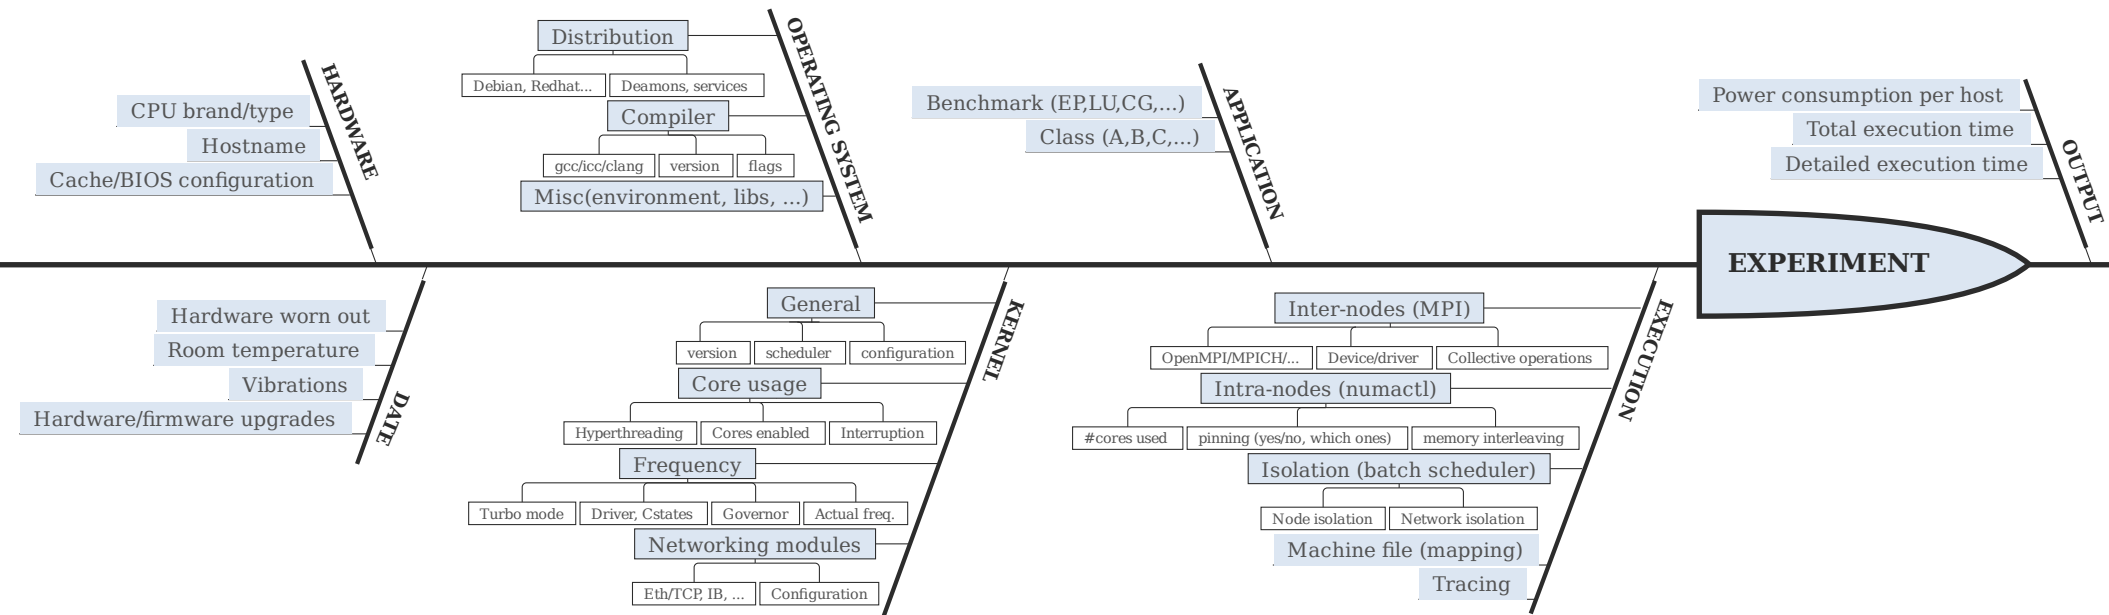 HARDWARE
CPU brand/type
Hostname
Cache/BIOS configuration
OPERATING SYSTEM
Distribution
Debian, Redhat...
Deamons, services
Compiler
gcc/icc/clang
version
flags
Misc(environment, libs, ...)
APPLICATION
Benchmark (EP,LU,CG,...)
Class (A,B,C,...)
OUTPUT
Power consumption per host
Total execution time
Detailed execution time
EXPERIMENT
DATE
Hardware worn out
Room temperature
Vibrations
Hardware/firmware upgrades
KERNEL
General
version
scheduler
configuration
Core usage
Hyperthreading
Cores enabled
Interruption
Frequency
Turbo mode
Driver, Cstates
Governor
Actual freq.
Networking modules
Eth/TCP, IB, ...
Configuration
EXECUTION
Inter-nodes (MPI)
OpenMPI/MPICH/...
Device/driver
Collective operations
Intra-nodes (numactl)
#cores used
pinning (yes/no, which ones)
memory interleaving
Isolation (batch scheduler)
Node isolation
Network isolation
Machine file (mapping)
Tracing